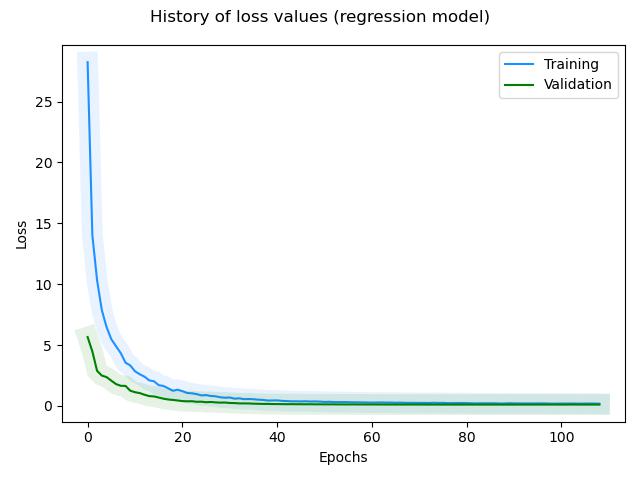 History of loss values (regression model)
Training
Validation
25
20
15
10
5
0
Loss
0 20 40 60 80 100
Epochs